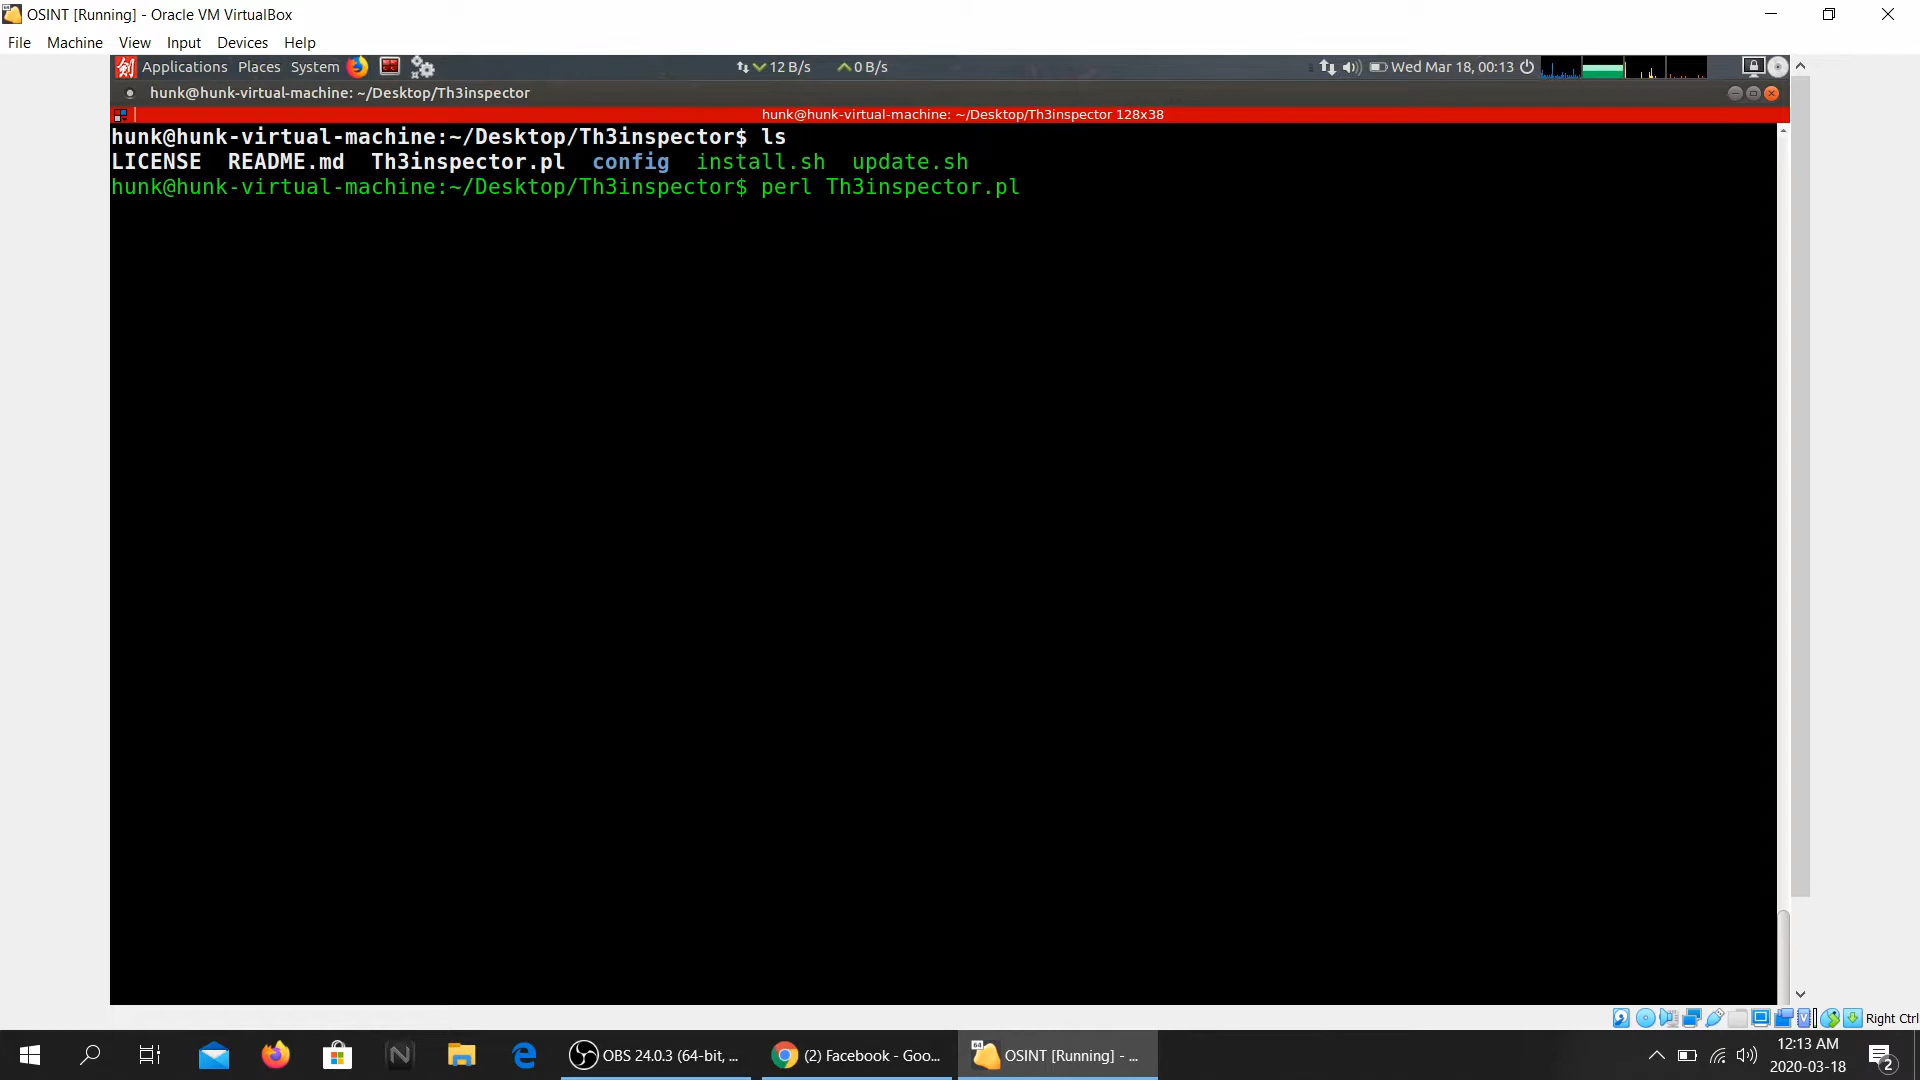 OSINT [Running] - Oracle VM VirtualBox
File Machine View Input Devices Help
Applications Places System 12 B/s 0 B/s Wed Mar 18, 00:13
hunk@hunk-virtual-machine: ~/Desktop/Th3inspector
hunk@hunk-virtual-machine: ~/Desktop/Th3inspector 128x38
hunk@hunk-virtual-machine:~/Desktop/Th3inspector$ ls
LICENSE README.md Th3inspector.pl config install.sh update.sh
hunk@hunk-virtual-machine:~/Desktop/Th3inspector$ perl Th3inspector.pl
Right Ctrl
OBS 24.0.3 (64-bit, ... (2) Facebook - Goo... OSINT [Running] - ... 12:13 AM
2020-03-18 2